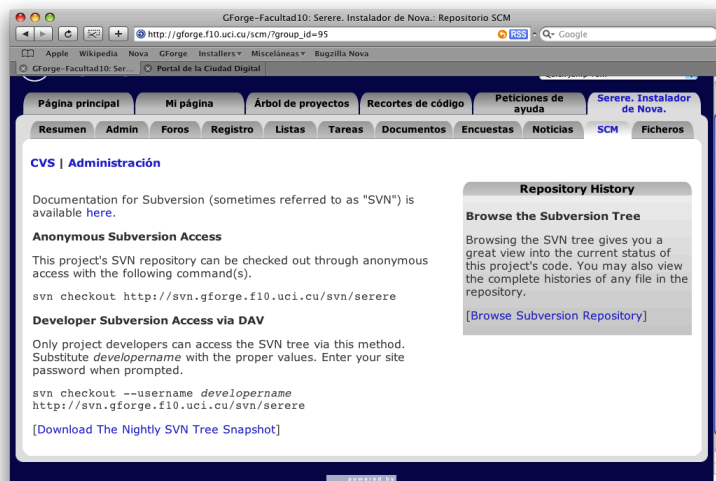 GForge-Facultad10: Serere. Instalador de Nova.: Repositorio SCM
http://gforge.f10.uci.cu/scm/?group_id=95
RSS
Google
Apple Wikipedia Nova GForge Installers Misceláneas Bugzilla Nova
GForge-Facultad10: Ser... Portal de la Ciudad Digital
Página principal Mi página Árbol de proyectos Recortes de código Peticiones de ayuda Serere. Instalador de Nova.
Resumen Admin Foros Registro Listas Tareas Documentos Encuestas Noticias SCM Ficheros
CVS | Administración
Documentation for Subversion (sometimes referred to as "SVN") is
available here.
Anonymous Subversion Access
This project's SVN repository can be checked out through anonymous
access with the following command(s).
svn checkout http://svn.gforge.f10.uci.cu/svn/serere
Developer Subversion Access via DAV
Only project developers can access the SVN tree via this method.
Substitute developername with the proper values. Enter your site
password when prompted.
svn checkout --username developername
http://svn.gforge.f10.uci.cu/svn/serere
[Download The Nightly SVN Tree Snapshot]
Repository History
Browse the Subversion Tree
Browsing the SVN tree gives you a
great view into the current status of
this project's code. You may also view
the complete histories of any file in the
repository.
[Browse Subversion Repository]
powered by